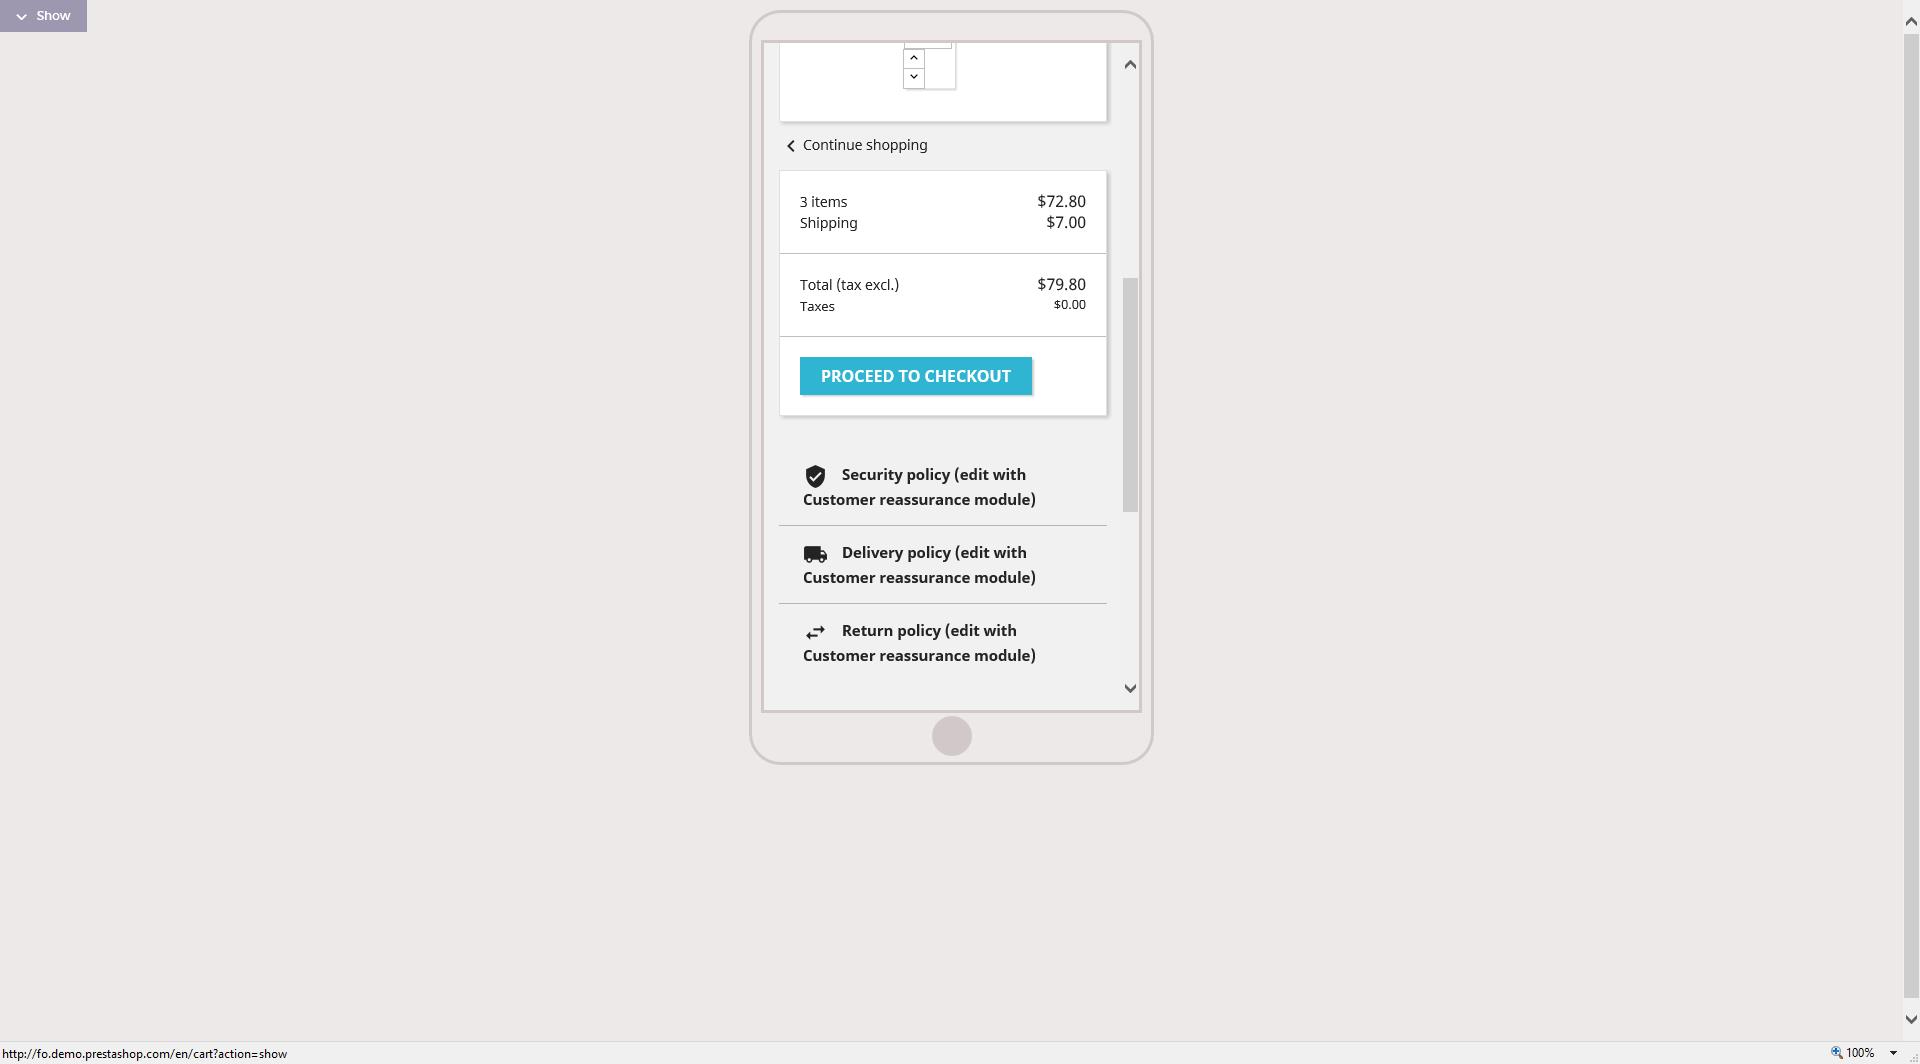 Show
Continue shopping
3 items $72.80
Shipping $7.00
Total (tax excl.) $79.80
Taxes $0.00
PROCEED TO CHECKOUT
Security policy (edit with
Customer reassurance module)
Delivery policy (edit with
Customer reassurance module)
Return policy (edit with
Customer reassurance module)
http://fo.demo.prestashop.com/en/cart?action=show 100%